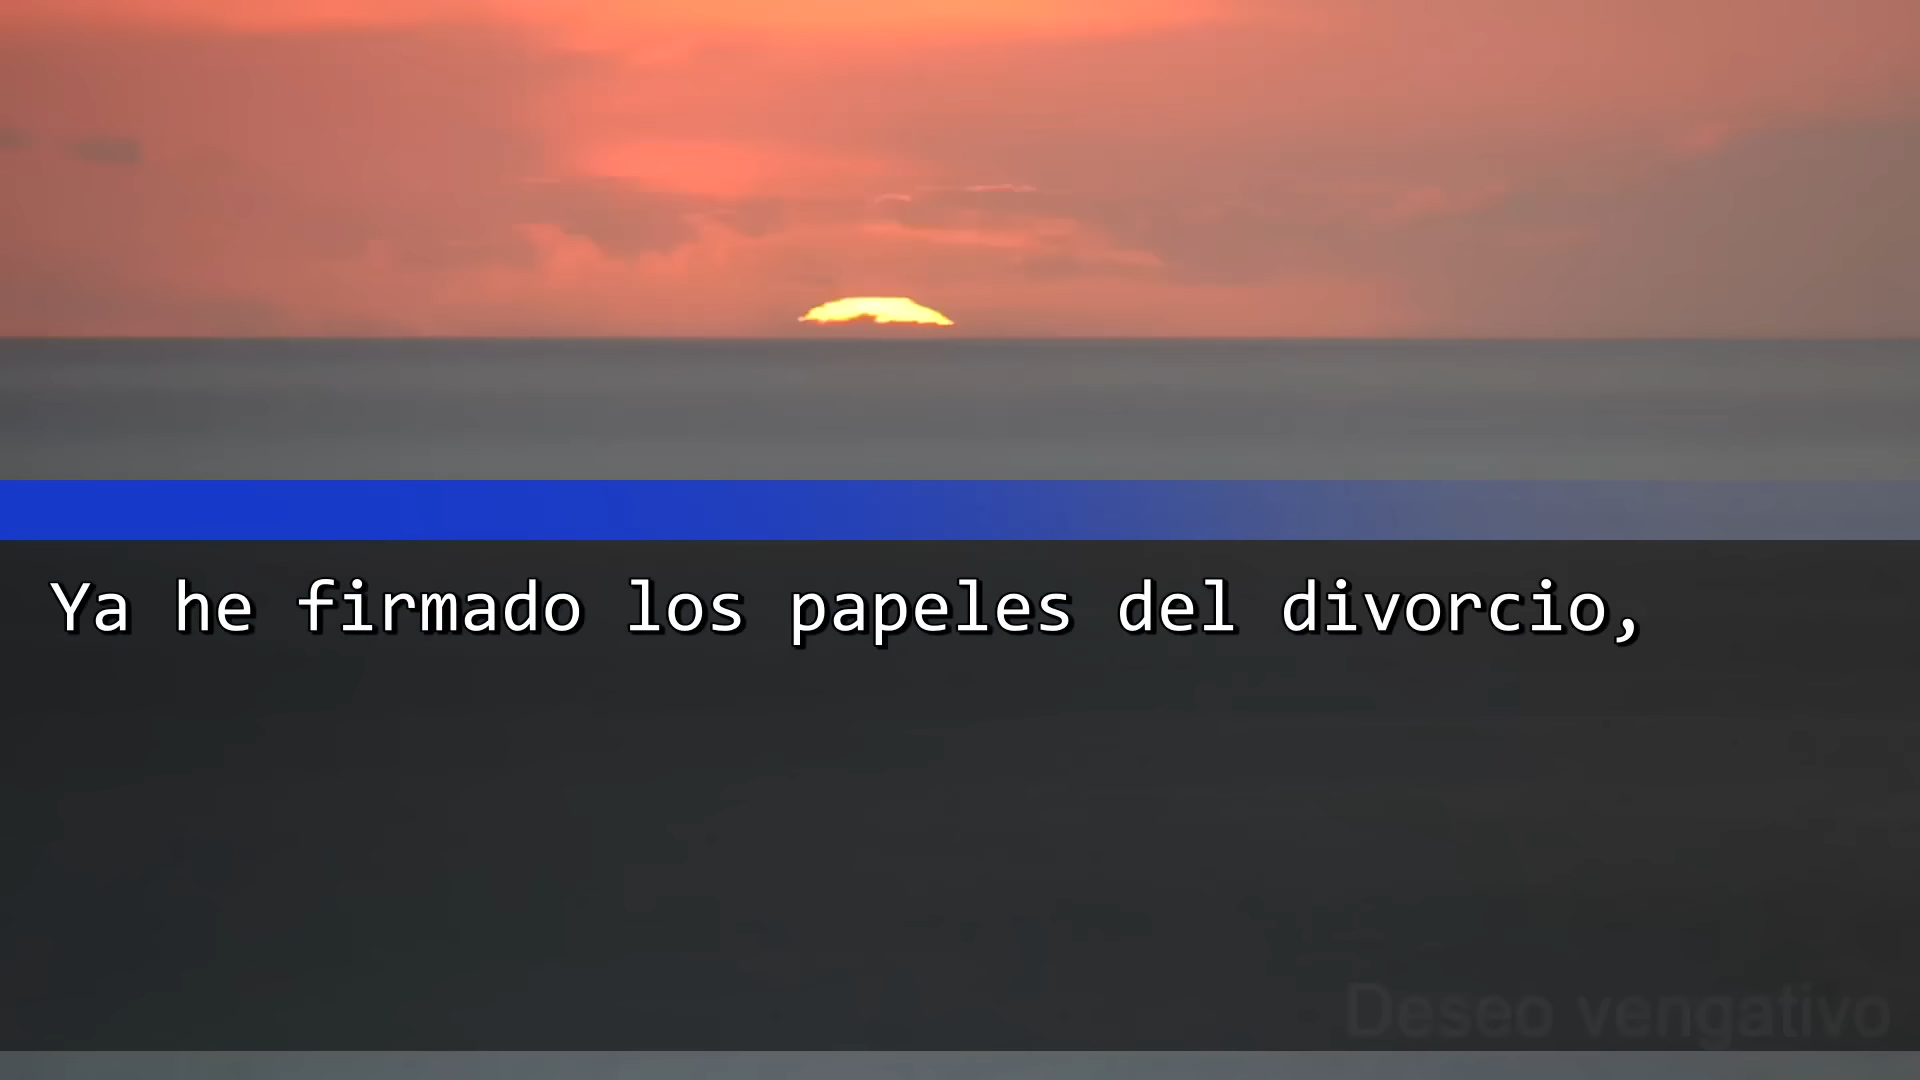 Ya he firmado los papeles del divorcio,
Deseo vengativo